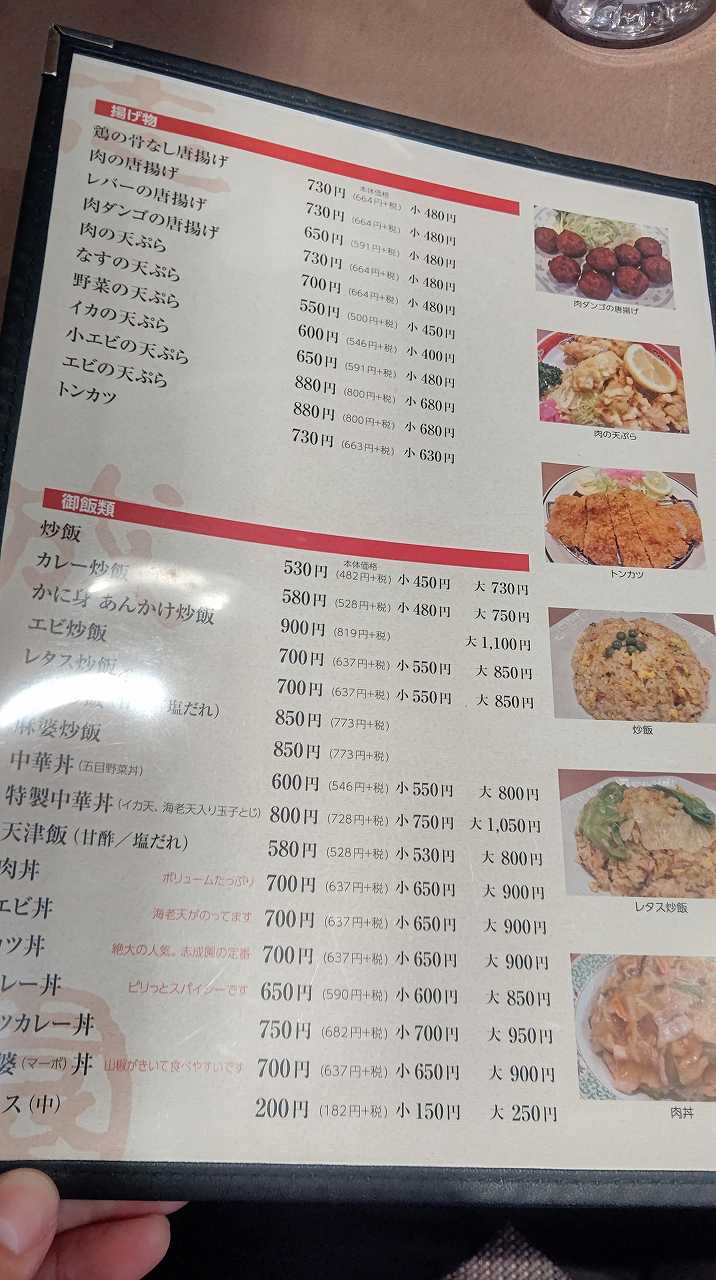 揚げ物
本体価格
鶏の骨なし唐揚げ 730円 (664円+税) 小 480円
肉の唐揚げ 730円 (664円+税) 小 480円
レバーの唐揚げ 650円 (591円+税) 小 480円
肉ダンゴの唐揚げ 730円 (664円+税) 小 480円
肉の天ぷら 700円 (664円+税) 小 480円
なすの天ぷら 550円 (500円+税) 小 450円
野菜の天ぷら 600円 (546円+税) 小 400円
イカの天ぷら 650円 (591円+税) 小 480円
小エビの天ぷら 880円 (800円+税) 小 680円
エビの天ぷら 880円 (800円+税) 小 680円
トンカツ 730円 (663円+税) 小 630円
肉ダンゴの唐揚げ
肉の天ぷら
トンカツ
御飯類
本体価格
炒飯 530円 (482円+税) 小 450円 大 730円
カレー炒飯 580円 (528円+税) 小 480円 大 750円
かに身 あんかけ炒飯 900円 (819円+税) 大 1,100円
エビ炒飯 700円 (637円+税) 小 550円 大 850円
レタス炒飯 700円 (637円+税) 小 550円 大 850円
塩だれ) 850円 (773円+税)
麻婆炒飯 850円 (773円+税)
中華丼 (五目野菜丼) 600円 (546円+税) 小 550円 大 800円
特製中華丼 (イカ天、海老天入り玉子とじ) 800円 (728円+税) 小 750円 大 1,050円
天津飯 (甘酢／塩だれ) 580円 (528円+税) 小 530円 大 800円
肉丼 ボリュームたっぷり 700円 (637円+税) 小 650円 大 900円
エビ丼 海老天がのってます 700円 (637円+税) 小 650円 大 900円
ツ丼 絶大の人気。志成園の定番 700円 (637円+税) 小 650円 大 900円
レー丼 ピリっとスパイシーです 650円 (590円+税) 小 600円 大 850円
ツカレー丼 750円 (682円+税) 小 700円 大 950円
婆 (マーボ) 丼 山椒がきいて食べやすいです 700円 (637円+税) 小 650円 大 900円
ス (中) 200円 (182円+税) 小 150円 大 250円
炒飯
レタス炒飯
肉丼